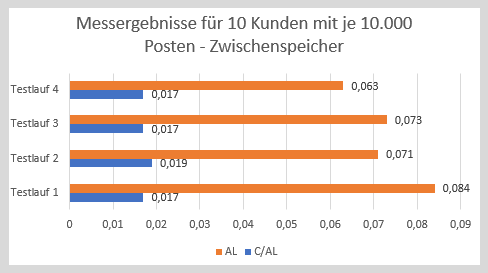 Messergebnisse für 10 Kunden mit je 10.000
Posten - Zwischenspeicher
Testlauf 4
0,063
0,017
Testlauf 3
0,073
0,017
Testlauf 2
0,071
0,019
Testlauf 1
0,084
0,017
0 0,01 0,02 0,03 0,04 0,05 0,06 0,07 0,08 0,09
AL C/AL